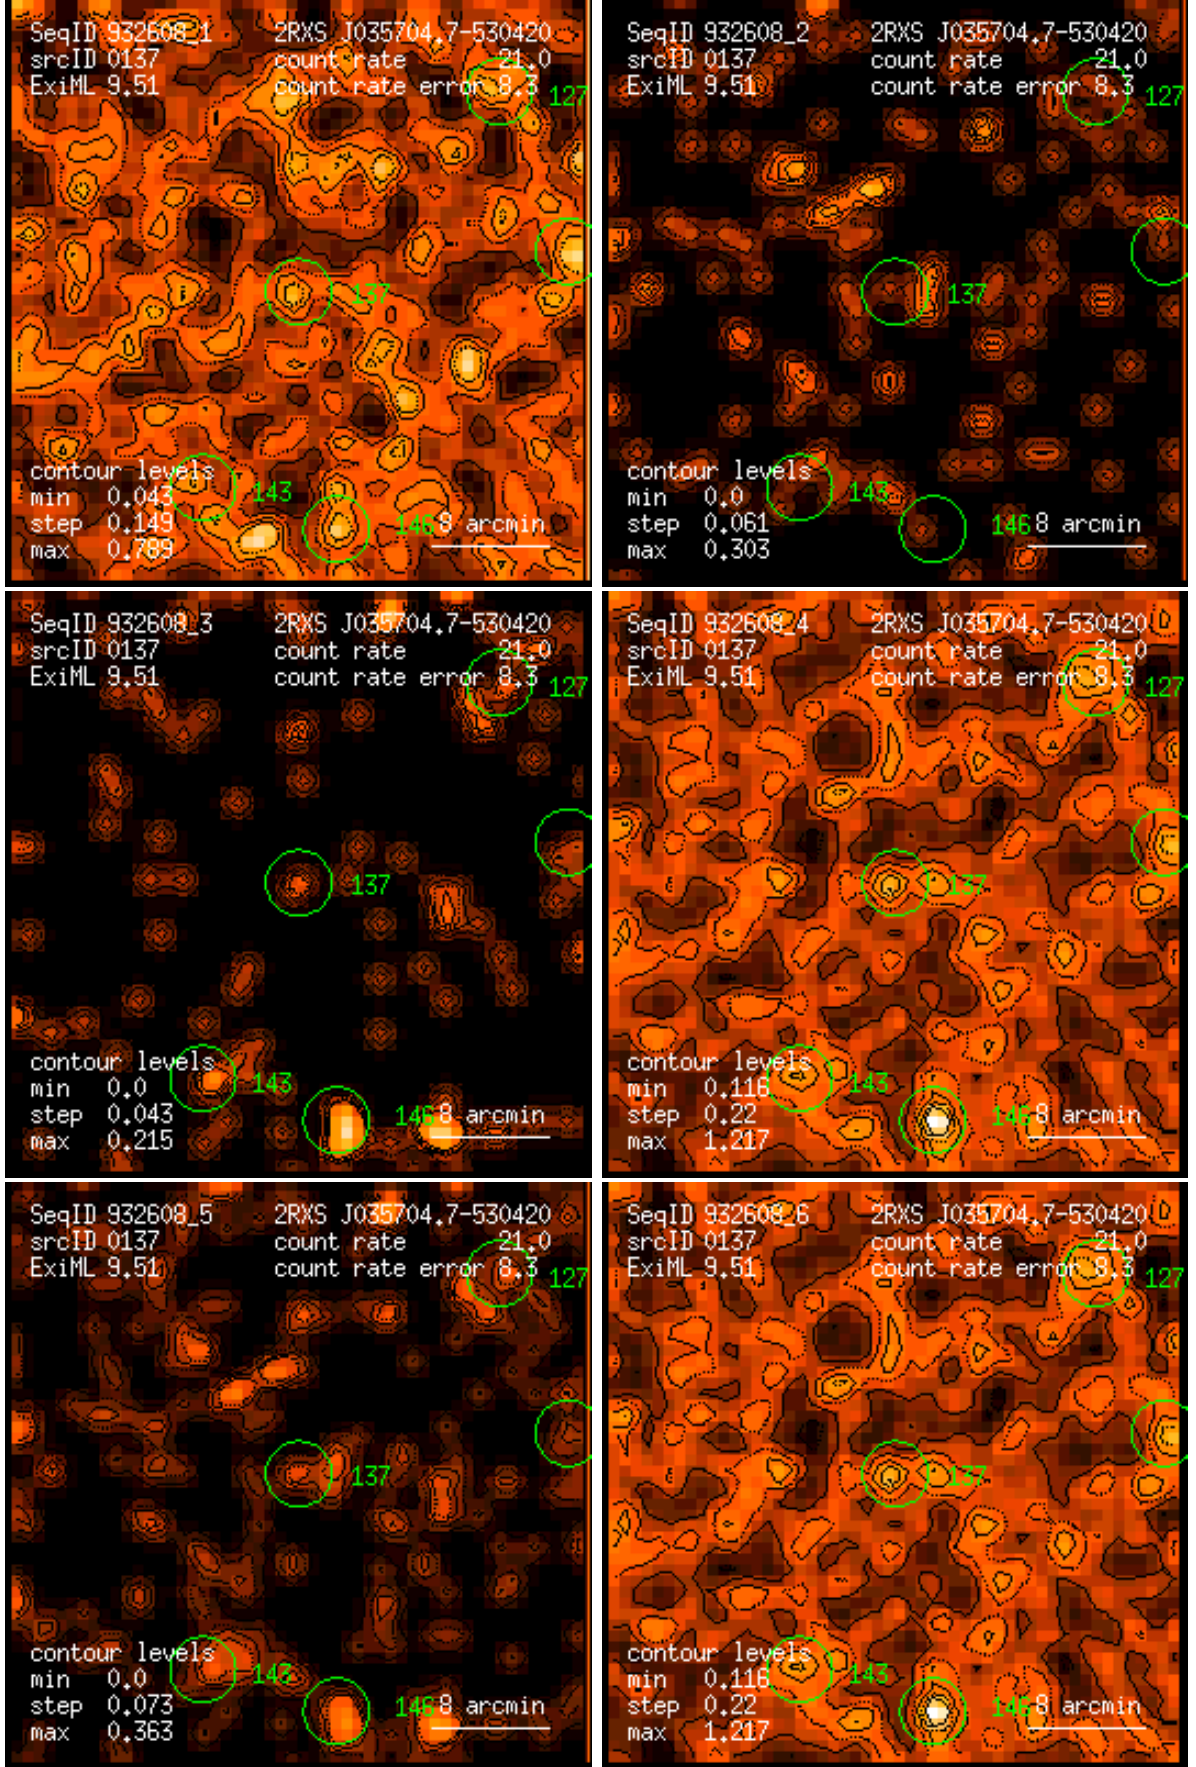 SeqID 932608_1 2RXS J035704.7-530420
srcID 0137 count rate 21.0
ExiML 9.51 count rate error 8.3
127
137
contour levels
143
min 0.043
step 0.149 146 8 arcmin
max 0.789
SeqID 932608_2 2RXS J035704.7-530420
srcID 0137 count rate 21.0
ExiML 9.51 count rate error 8.3
127
137
contour levels
143
min 0.0
step 0.061 146 8 arcmin
max 0.303
SeqID 932608_3 2RXS J035704.7-530420
srcID 0137 count rate 21.0
ExiML 9.51 count rate error 8.3
127
137
contour levels
143
min 0.0
step 0.043 146 8 arcmin
max 0.215
SeqID 932608_4 2RXS J035704.7-530420
srcID 0137 count rate 21.0
ExiML 9.51 count rate error 8.3
127
137
contour levels
143
min 0.116
step 0.22 146 8 arcmin
max 1.217
SeqID 932608_5 2RXS J035704.7-530420
srcID 0137 count rate 21.0
ExiML 9.51 count rate error 8.3
127
137
contour levels
143
min 0.0
step 0.073 146 8 arcmin
max 0.363
SeqID 932608_6 2RXS J035704.7-530420
srcID 0137 count rate 21.0
ExiML 9.51 count rate error 8.3
127
137
contour levels
143
min 0.116
step 0.22 146 8 arcmin
max 1.217